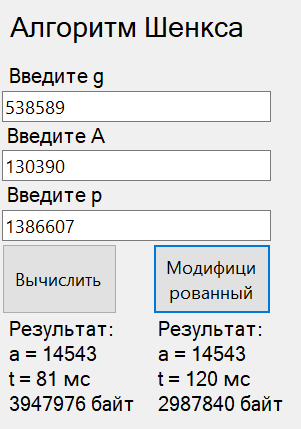 Алгоритм Шенкса
Введите g
538589
Введите A
130390
Введите p
1386607
Вычислить
Модифици
рованный
Результат:
a = 14543
t = 81 мс
3947976 байт
Результат:
a = 14543
t = 120 мс
2987840 байт